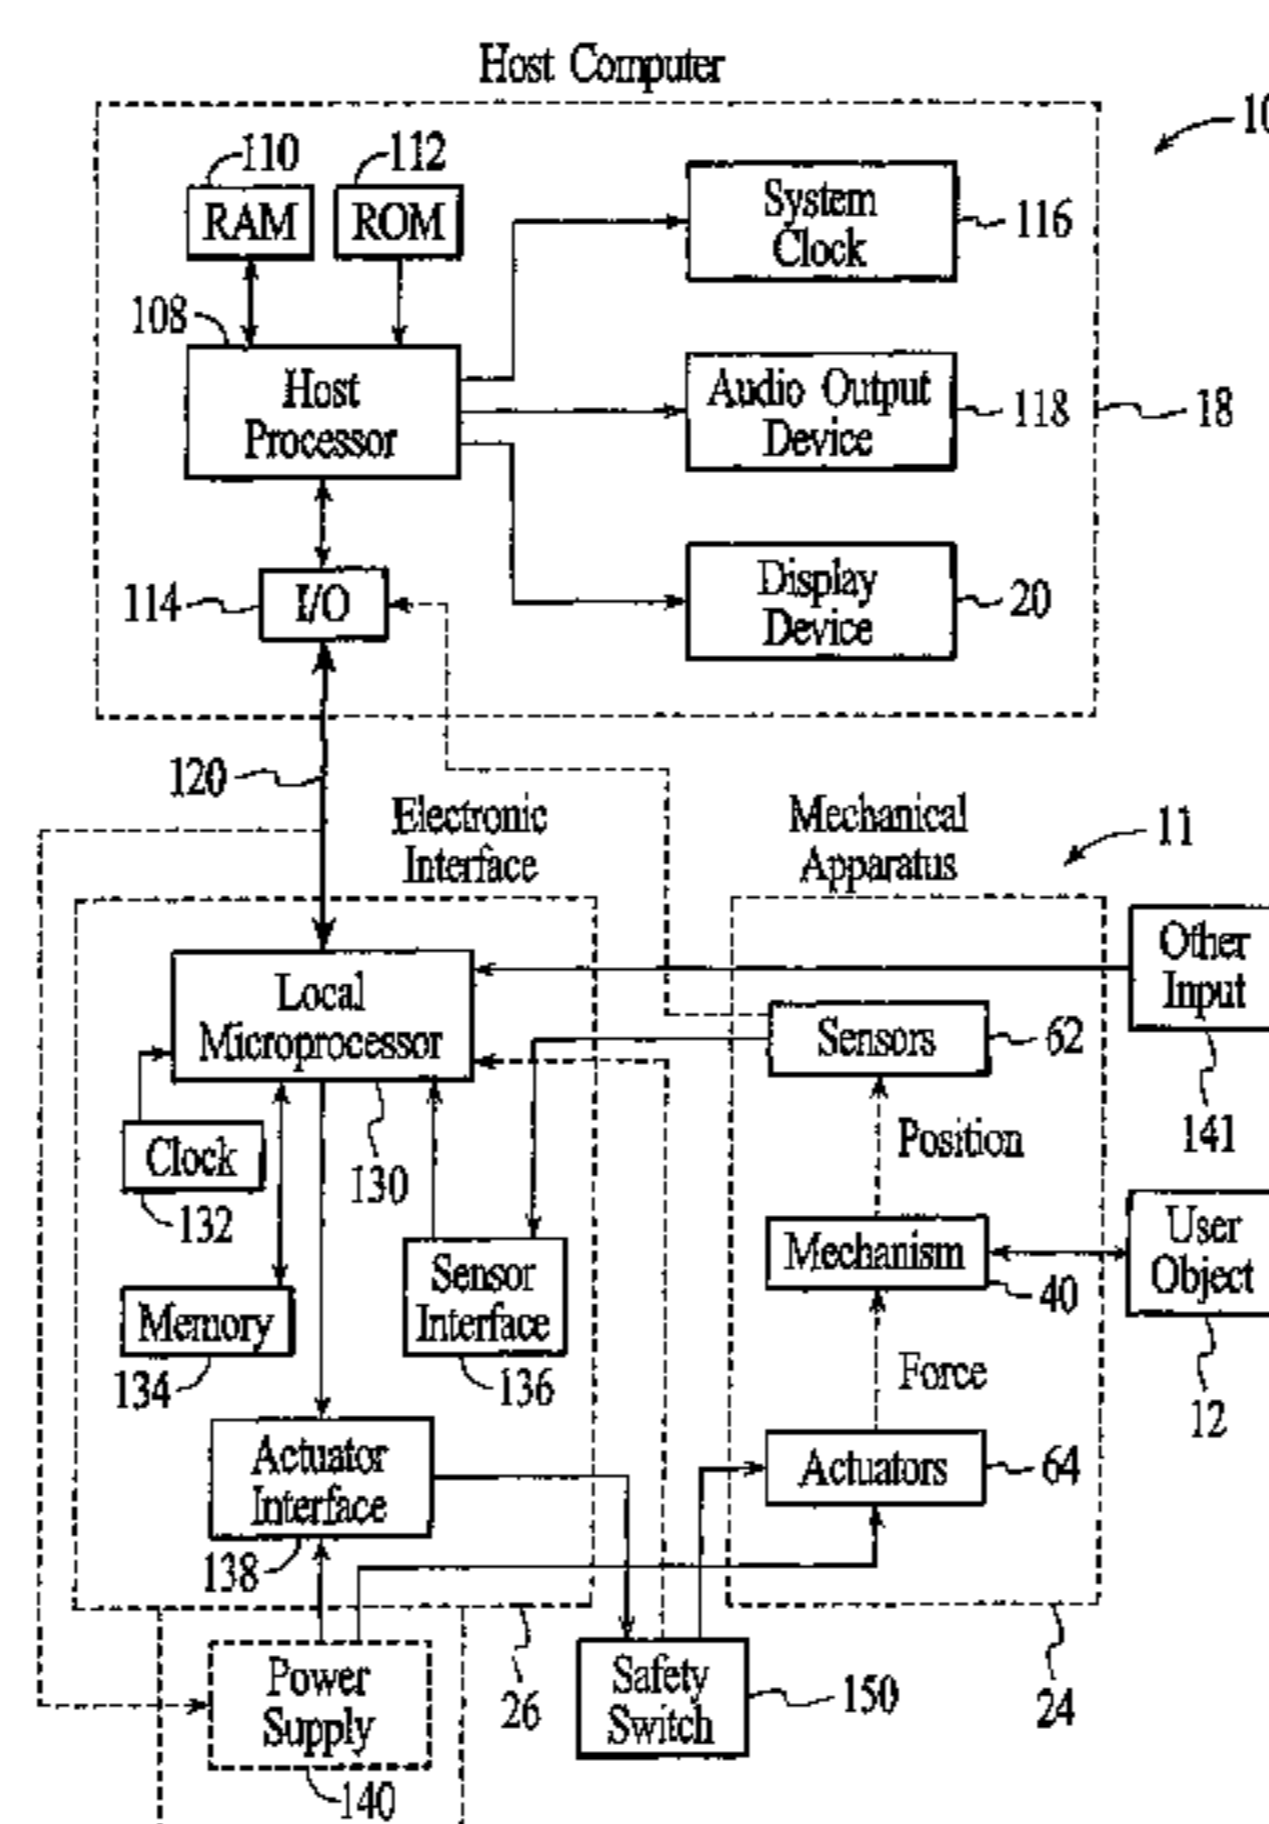 Host Computer
10
110
112
RAM
ROM
System
Clock
116
108
Host
Processor
Audio Output
Device
118
18
114
I/O
Display
Device
20
120
Electronic
Interface
Mechanical
Apparatus
11
Local
Microprocessor
Other
Input
Sensors
62
141
Clock
130
132
Position
Sensor
Interface
Mechanism
40
User
Object
Memory
134
136
Force
12
Actuator
Interface
138
Actuators
64
Power
Supply
26
Safety
Switch
150
24
140